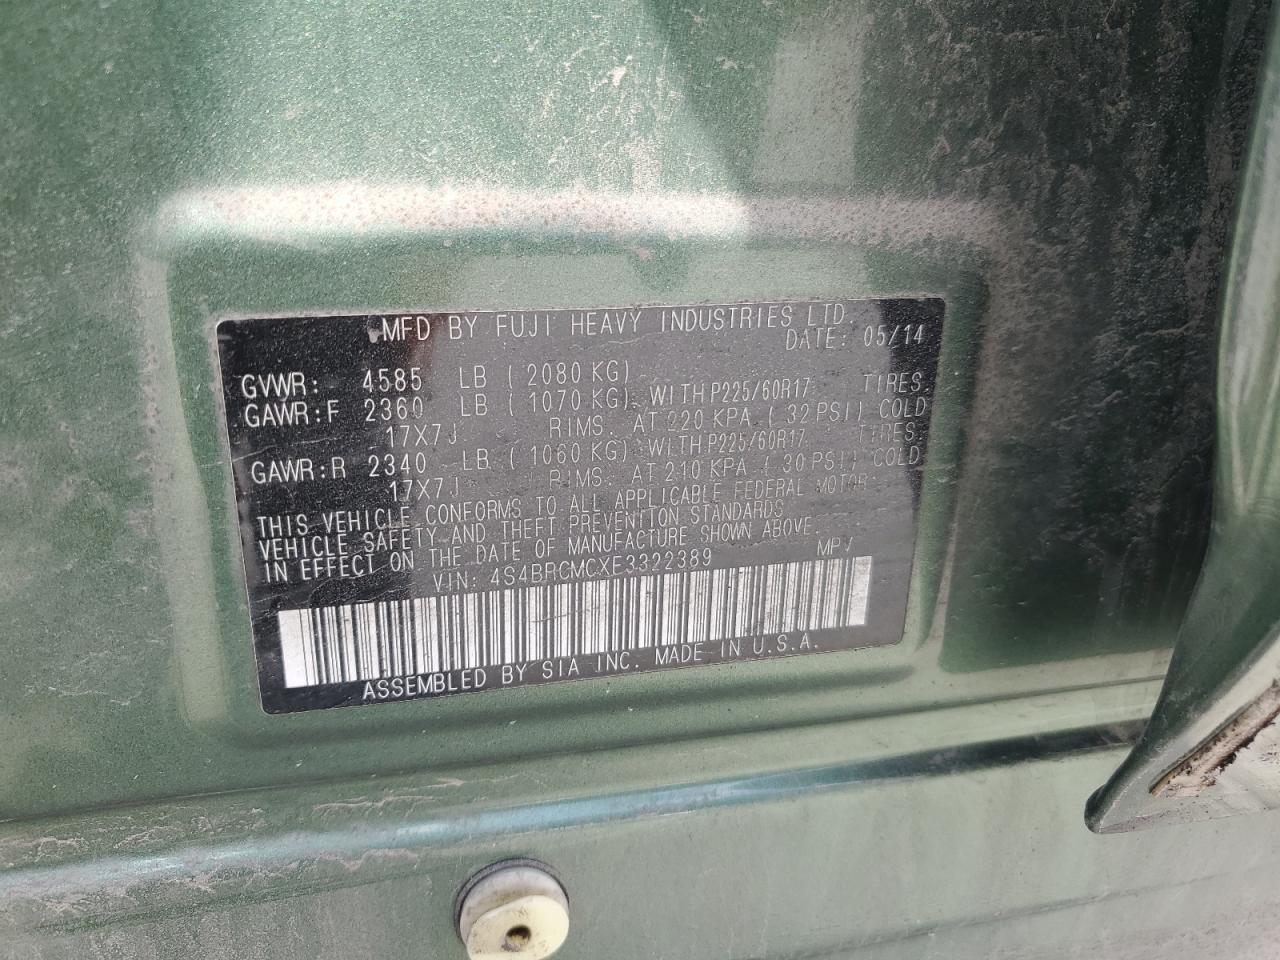 MFD BY FUJI HEAVY INDUSTRIES LTD.
DATE: 05/14
GVWR: 4585 LB ( 2080 KG)
GAWR:F 2360 LB ( 1070 KG) WITH P225/60R17 TIRES.
17X7J RIMS. AT 220 KPA ( 32 PSI) COLD
GAWR:R 2340 LB ( 1060 KG) WITH P225/60R17 TIRES.
17X7J RIMS. AT 210 KPA ( 30 PSI) COLD
THIS VEHICLE CONFORMS TO ALL APPLICABLE FEDERAL MOTOR
VEHICLE SAFETY AND THEFT PREVENTION STANDARDS
IN EFFECT ON THE DATE OF MANUFACTURE SHOWN ABOVE.
VIN: 4S4BRCMCXE3322389 MPV
ASSEMBLED BY SIA INC. MADE IN U.S.A.